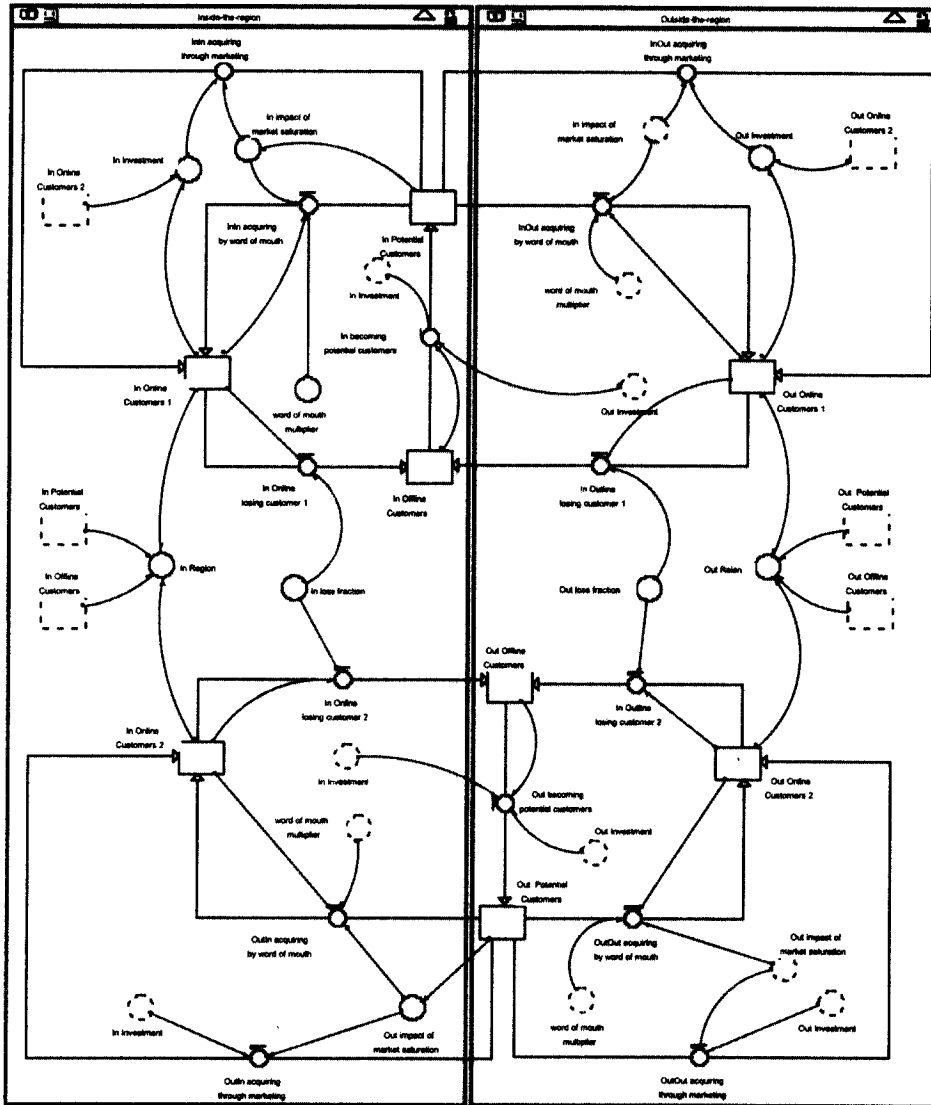 Inside-the-region
Outside-the-region
InIn acquiring
through marketing
InOut acquiring
through marketing
In impact of
market saturation
In impact of
market saturation
Out Online
Customers 2
In Investment
Out Investment
In Online
Customers 2
InIn acquiring
by word of mouth
In Potential
Customers
InOut acquiring
by word of mouth
In Investment
word of mouth
multiplier
In becoming
potential customers
In Online
Customers 1
word of mouth
multiplier
Out Investment
Out Online
Customers 1
In Online
losing customer 1
In Offline
Customers
In Outline
losing customer 1
In Potential
Customers
Out Potential
Customers
In Region
Out Reion
In Offline
Customers
In loss fraction
Out loss fraction
Out Offline
Customers
Out Offline
Customers
In Online
losing customer 2
In Outline
losing customer 2
In Online
Customers 2
In Investment
Out Online
Customers 2
Out becoming
potential customers
word of mouth
multiplier
Out Investment
Out Potential
Customers
OutIn acquiring
by word of mouth
OutOut acquiring
by word of mouth
Out impact of
market saturation
In Investment
Out impact of
market saturation
word of mouth
multiplier
Out Investment
OutIn acquiring
through marketing
OutOut acquiring
through marketing